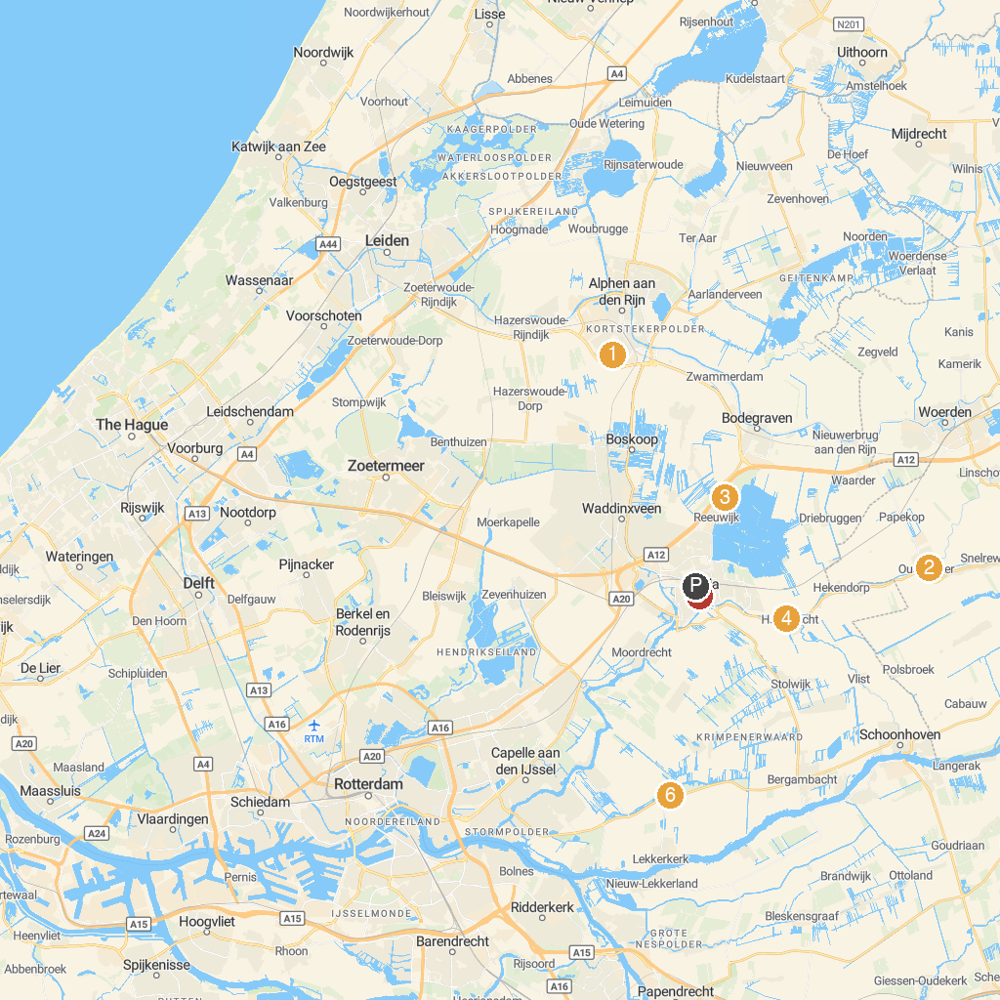 Noordwijkerhout
Lisse
Rijsenhout
N201
Uithoorn
Noordwijk
Abbenes
A4
Kudelstaart
Amstelhoek
Voorhout
Leimuiden
KAAGERPOLDER
Oude Wetering
Mijdrecht
Katwijk aan Zee
WATERLOOSPOLDER
De Hoef
Oegstgeest
AKKERSLOOTPOLDER
Rijnsaterwoude
Nieuwveen
Wilnis
Valkenburg
SPIJKEREILAND
Zevenhoven
Hoogmade
Woubrugge
Leiden
A44
Ter Aar
Noorden
Woerdense
Verlaat
Wassenaar
Zoeterwoude-
Rijndijk
Alphen aan
den Rijn
Aarlanderveen
GEITENKAMP
Voorschoten
Hazerswoude-
Rijndijk
KORTSTEKERPOLDER
Kanis
Zoeterwoude-Dorp
1
Zegveld
Kamerik
Zwammerdam
Stompwijk
Hazerswoude-
Dorp
Leidschendam
Bodegraven
Woerden
The Hague
Voorburg
A4
Benthuizen
Boskoop
Nieuwerbrug
aan den Rijn
Zoetermeer
A12
Linschoten
Waarder
Rijswijk
A13
Nootdorp
Waddinxveen
3
Reeuwijk
Driebruggen
Papekop
Moerkapelle
Wateringen
Pijnacker
A12
2
Snelrewaard
Delft
Delfgauw
Bleiswijk
Zevenhuizen
A20
P
Hekendorp
Den Hoorn
Berkel en
Rodenrijs
4
De Lier
HENDRIKSEILAND
Moordrecht
Schipluiden
Vlist
Polsbroek
A13
Stolwijk
Cabauw
A16
RTM
A16
KRIMPENERWAARD
Schoonhoven
A20
A20
A4
Maasland
Capelle aan
den IJssel
Langerak
Maassluis
Rotterdam
6
Bergambacht
Schiedam
Vlaardingen
NOORDEREILAND
A24
STORMPOLDER
Rozenburg
Goudriaan
Lekkerkerk
Pernis
Bolnes
Nieuw-Lekkerland
Brandwijk
Ottoland
IJSSELMONDE
Ridderkerk
Bleskensgraaf
A15
Hoogvliet
A15
Heenvliet
GROTE
NESPOLDER
Barendrecht
Rhoon
A15
Abbenbroek
Spijkenisse
Rijsoord
A16
Papendrecht
Giessen-Oudekerk